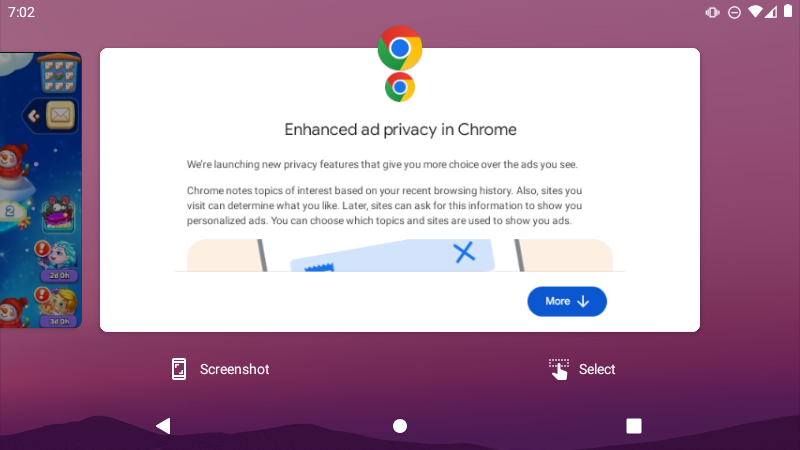 7:02
2
2d 0h
3d 0h
Enhanced ad privacy in Chrome
We're launching new privacy features that give you more choice over the ads you see.
Chrome notes topics of interest based on your recent browsing history. Also, sites you
visit can determine what you like. Later, sites can ask for this information to show you
personalized ads. You can choose which topics and sites are used to show you ads.
More
Screenshot
Select